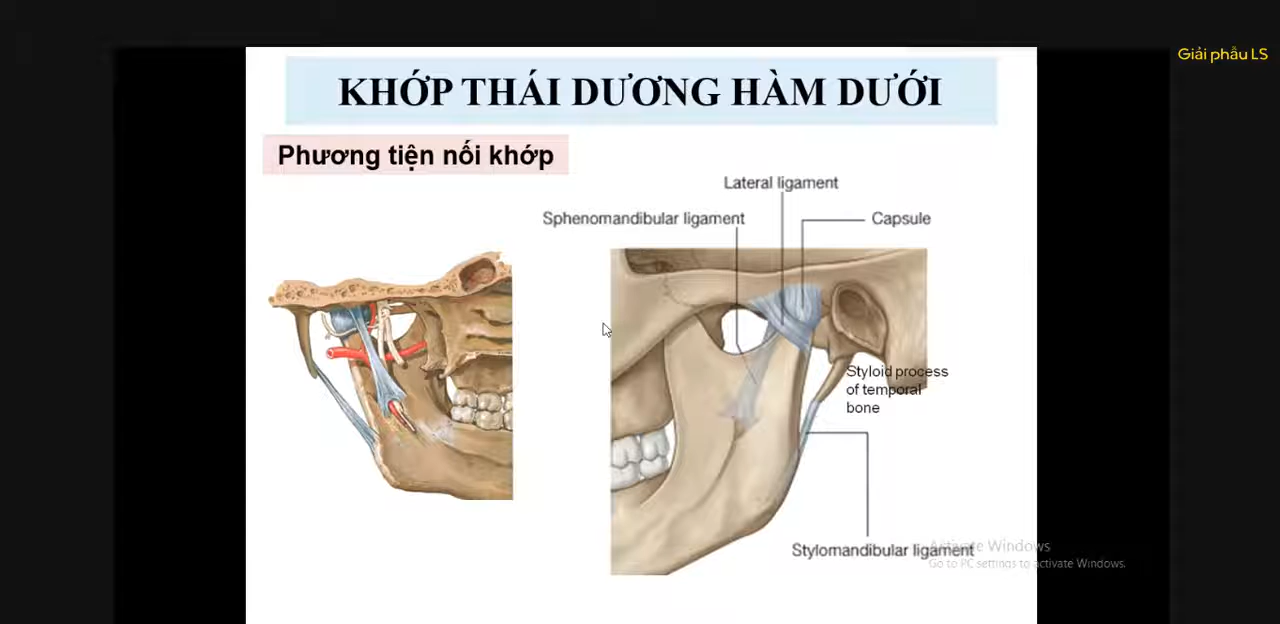 Giải phẫu LS
KHỚP THÁI DƯƠNG HÀM DƯỚI
Phương tiện nối khớp
Lateral ligament
Sphenomandibular ligament
Capsule
Styloid process
of temporal
bone
Stylomandibular ligament
Activate Windows
Go to PC settings to activate Windows.